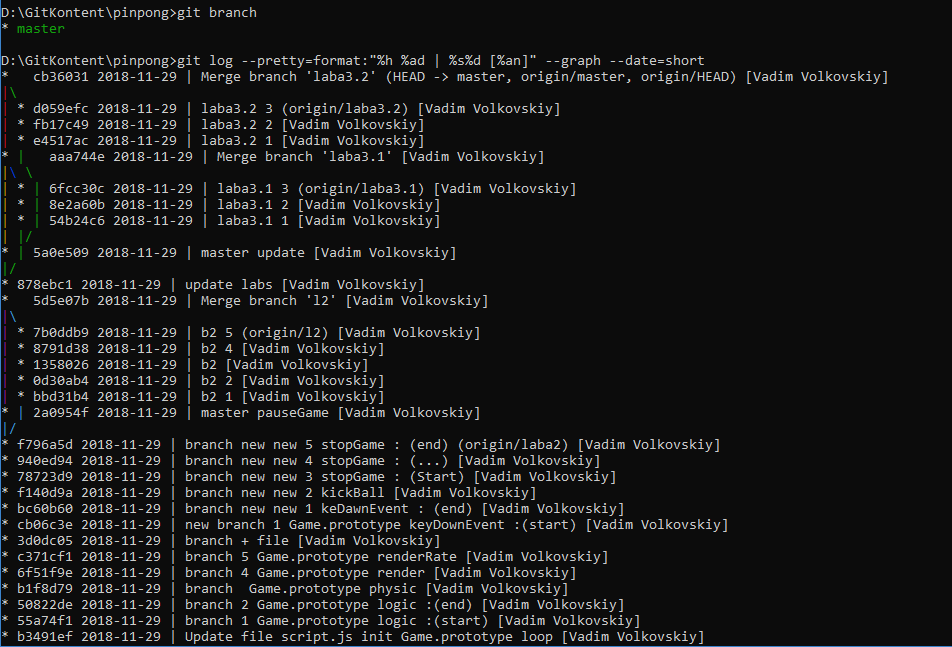 D:\GitKontent\pinpong>git branch
* master
D:\GitKontent\pinpong>git log --pretty=format:"%h %ad | %s%d [%an]" --graph --date=short
*   cb36031 2018-11-29 | Merge branch 'laba3.2' (HEAD -> master, origin/master, origin/HEAD) [Vadim Volkovskiy]
|\
| * d059efc 2018-11-29 | laba3.2 3 (origin/laba3.2) [Vadim Volkovskiy]
| * fb17c49 2018-11-29 | laba3.2 2 [Vadim Volkovskiy]
| * e4517ac 2018-11-29 | laba3.2 1 [Vadim Volkovskiy]
* |   aaa744e 2018-11-29 | Merge branch 'laba3.1' [Vadim Volkovskiy]
|\ \
| * | 6fcc30c 2018-11-29 | laba3.1 3 (origin/laba3.1) [Vadim Volkovskiy]
| * | 8e2a60b 2018-11-29 | laba3.1 2 [Vadim Volkovskiy]
| * | 54b24c6 2018-11-29 | laba3.1 1 [Vadim Volkovskiy]
| |/
* | 5a0e509 2018-11-29 | master update [Vadim Volkovskiy]
|/
* 878ebc1 2018-11-29 | update labs [Vadim Volkovskiy]
*   5d5e07b 2018-11-29 | Merge branch 'l2' [Vadim Volkovskiy]
|\
| * 7b0ddb9 2018-11-29 | b2 5 (origin/l2) [Vadim Volkovskiy]
| * 8791d38 2018-11-29 | b2 4 [Vadim Volkovskiy]
| * 1358026 2018-11-29 | b2 [Vadim Volkovskiy]
| * 0d30ab4 2018-11-29 | b2 2 [Vadim Volkovskiy]
| * bbd31b4 2018-11-29 | b2 1 [Vadim Volkovskiy]
* | 2a0954f 2018-11-29 | master pauseGame [Vadim Volkovskiy]
|/
* f796a5d 2018-11-29 | branch new new 5 stopGame : (end) (origin/laba2) [Vadim Volkovskiy]
* 940ed94 2018-11-29 | branch new new 4 stopGame : (...) [Vadim Volkovskiy]
* 78723d9 2018-11-29 | branch new new 3 stopGame : (Start) [Vadim Volkovskiy]
* f140d9a 2018-11-29 | branch new new 2 kickBall [Vadim Volkovskiy]
* bc60b60 2018-11-29 | branch new new 1 keDawnEvent : (end) [Vadim Volkovskiy]
* cb06c3e 2018-11-29 | new branch 1 Game.prototype keyDownEvent :(start) [Vadim Volkovskiy]
* 3d0dc05 2018-11-29 | branch + file [Vadim Volkovskiy]
* c371cf1 2018-11-29 | branch 5 Game.prototype renderRate [Vadim Volkovskiy]
* 6f51f9e 2018-11-29 | branch 4 Game.prototype render [Vadim Volkovskiy]
* b1f8d79 2018-11-29 | branch  Game.prototype physic [Vadim Volkovskiy]
* 50822de 2018-11-29 | branch 2 Game.prototype logic :(end) [Vadim Volkovskiy]
* 55a74f1 2018-11-29 | branch 1 Game.prototype logic :(start) [Vadim Volkovskiy]
* b3491ef 2018-11-29 | Update file script.js init Game.prototype loop [Vadim Volkovskiy]